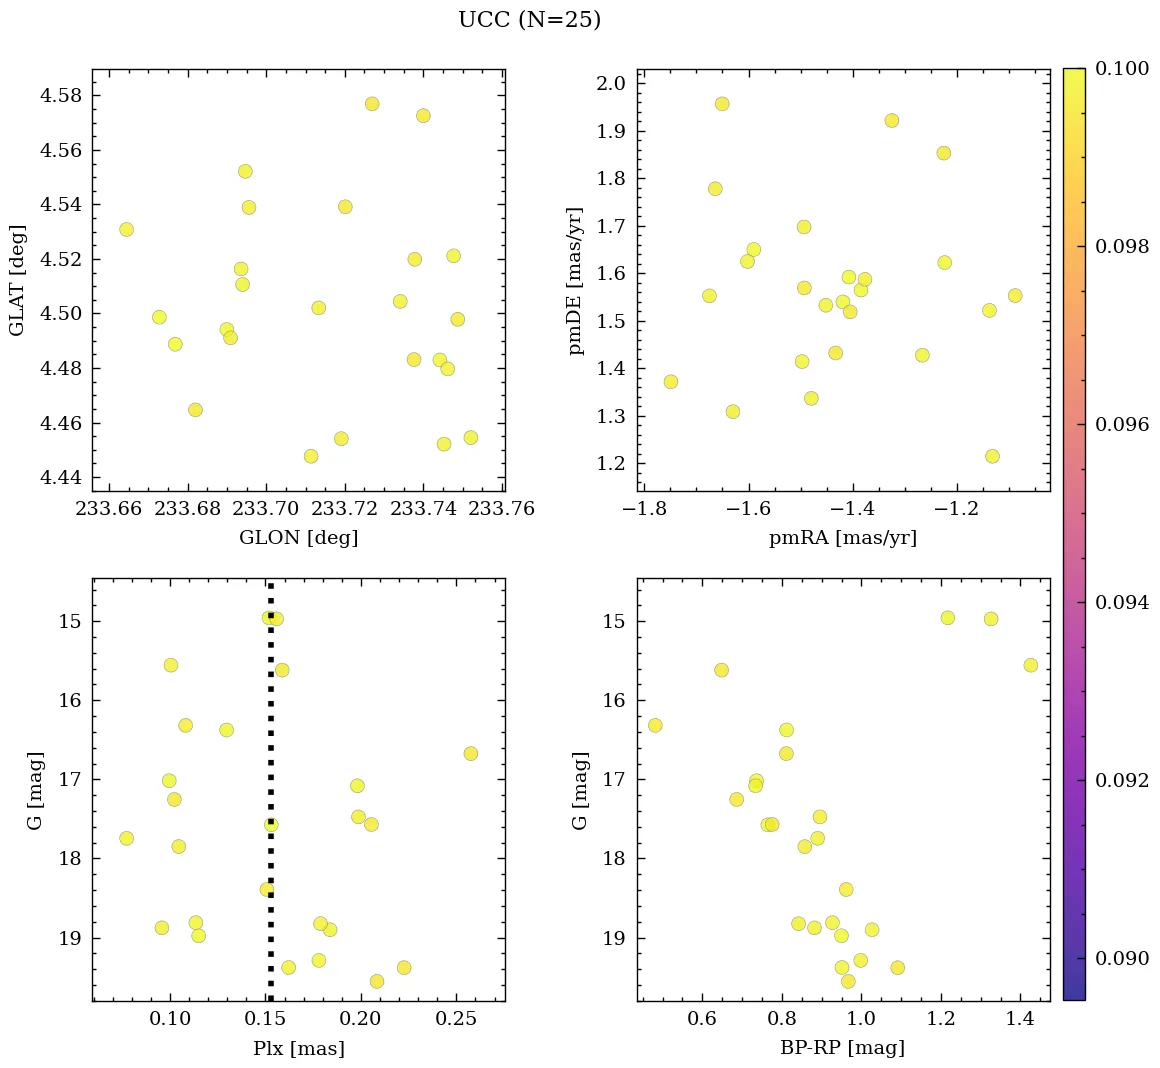 UCC (N=25)
4.58
4.56
4.54
4.52
4.50
4.48
4.46
4.44
GLAT [deg]
233.66 233.68 233.70 233.72 233.74 233.76
GLON [deg]
2.0
1.9
1.8
1.7
1.6
1.5
1.4
1.3
1.2
pmDE [mas/yr]
−1.8 −1.6 −1.4 −1.2
pmRA [mas/yr]
0.100
0.098
0.096
0.094
0.092
0.090
15
16
17
18
19
G [mag]
0.10 0.15 0.20 0.25
Plx [mas]
15
16
17
18
19
G [mag]
0.6 0.8 1.0 1.2 1.4
BP-RP [mag]